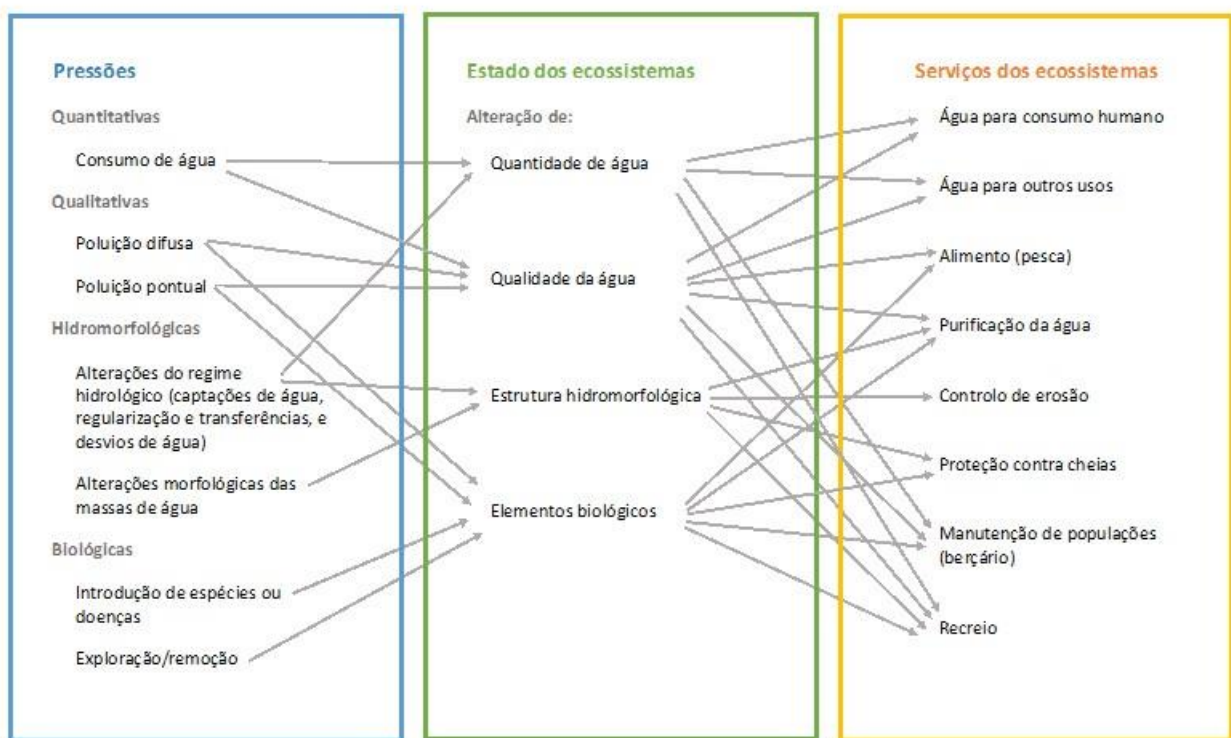 Pressões
Quantitativas
Consumo de água
Qualitativas
Poluição difusa
Poluição pontual
Hidromorfológicas
Alterações do regime
hidrológico (captações de água,
regularização e transferências, e
desvios de água)
Alterações morfológicas das
massas de água
Biológicas
Introdução de espécies ou
doenças
Exploração/remoção
Estado dos ecossistemas
Alteração de:
Quantidade de água
Qualidade da água
Estrutura hidromorfológica
Elementos biológicos
Serviços dos ecossistemas
Água para consumo humano
Água para outros usos
Alimento (pesca)
Purificação da água
Controlo de erosão
Proteção contra cheias
Manutenção de populações
(berçário)
Recreio